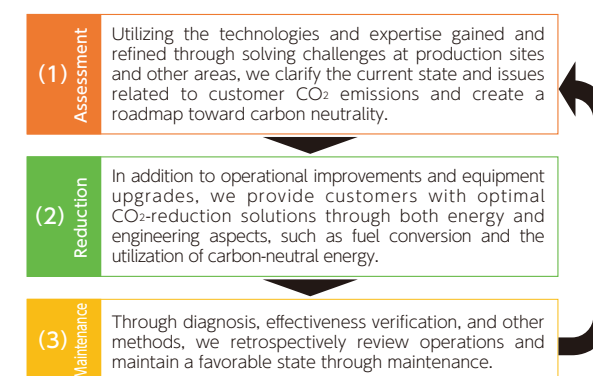 (1) Assessment
Utilizing the technologies and expertise gained and
refined through solving challenges at production sites
and other areas, we clarify the current state and issues
related to customer CO₂ emissions and create a
roadmap toward carbon neutrality.
(2) Reduction
In addition to operational improvements and equipment
upgrades, we provide customers with optimal
CO₂-reduction solutions through both energy and
engineering aspects, such as fuel conversion and the
utilization of carbon-neutral energy.
(3) Maintenance
Through diagnosis, effectiveness verification, and other
methods, we retrospectively review operations and
maintain a favorable state through maintenance.